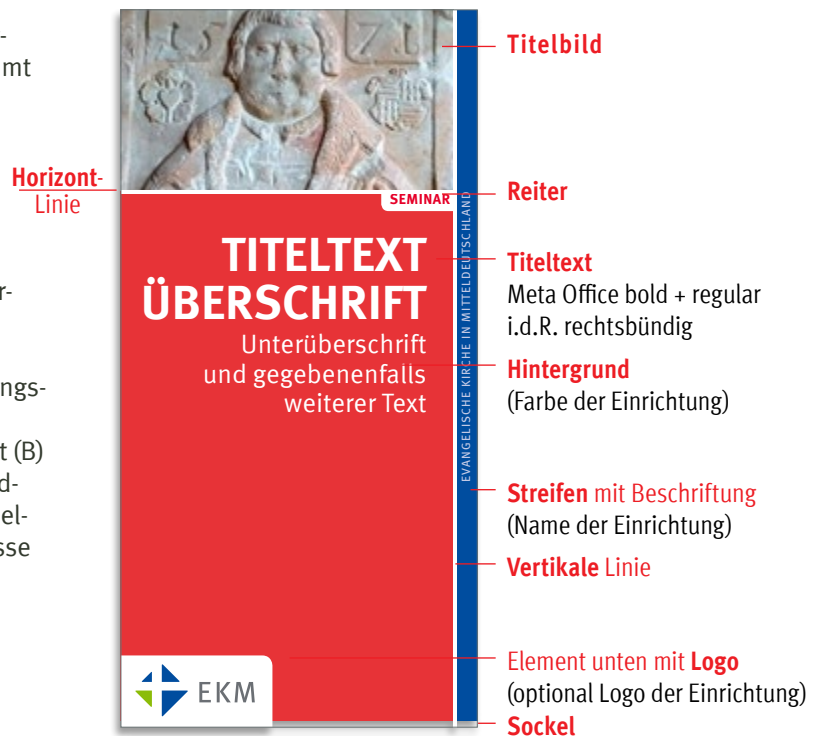 -
mt
r-
ngs-
t (B)
d-
el-
sse
Horizont-
Linie
15 71
SEMINAR
TITELTEXT
ÜBERSCHRIFT
Unterüberschrift
und gegebenenfalls
weiterer Text
EVANGELISCHE KIRCHE IN MITTELDEUTSCHLAND
EKM
Titelbild
Reiter
Titeltext
Meta Office bold + regular
i.d.R. rechtsbündig
Hintergrund
(Farbe der Einrichtung)
Streifen mit Beschriftung
(Name der Einrichtung)
Vertikale Linie
Element unten mit Logo
(optional Logo der Einrichtung)
Sockel